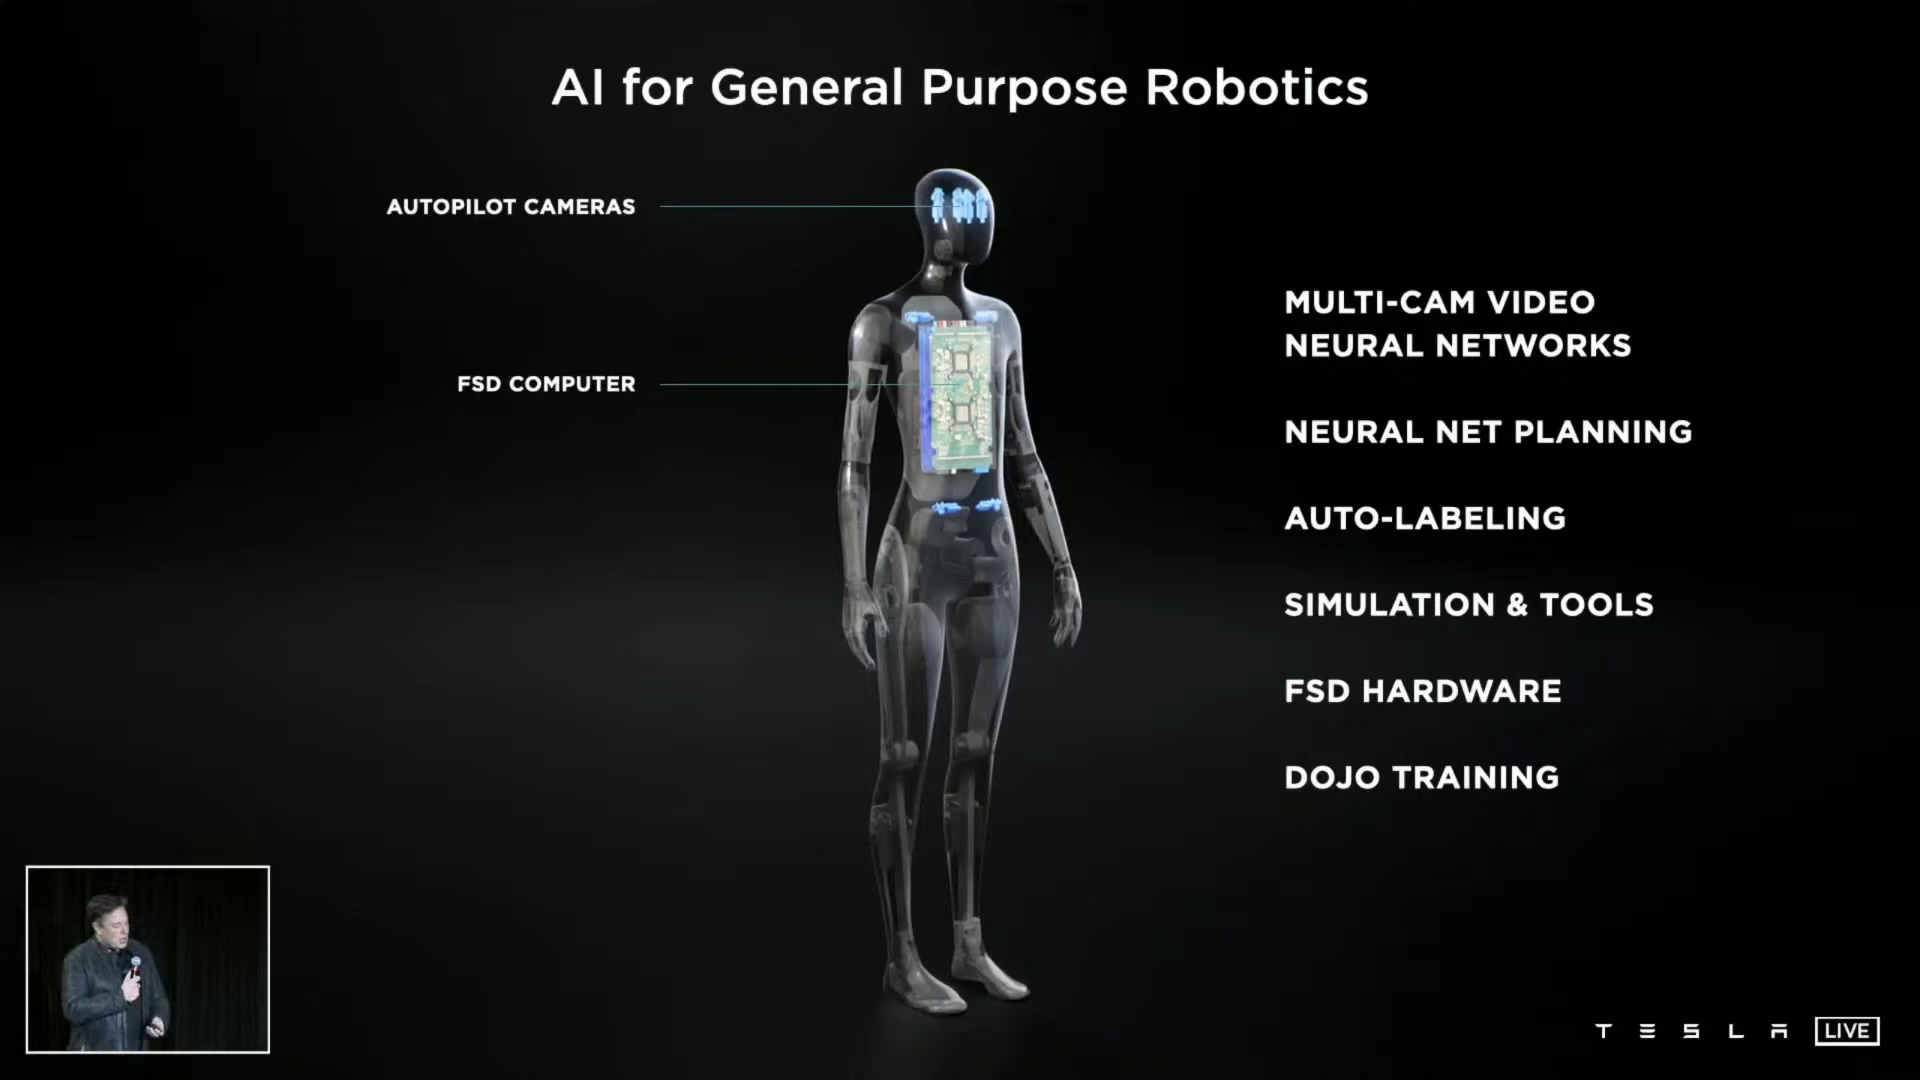 AI for General Purpose Robotics
AUTOPILOT CAMERAS
FSD COMPUTER
MULTI-CAM VIDEO
NEURAL NETWORKS
NEURAL NET PLANNING
AUTO-LABELING
SIMULATION & TOOLS
FSD HARDWARE
DOJO TRAINING
TESLA LIVE